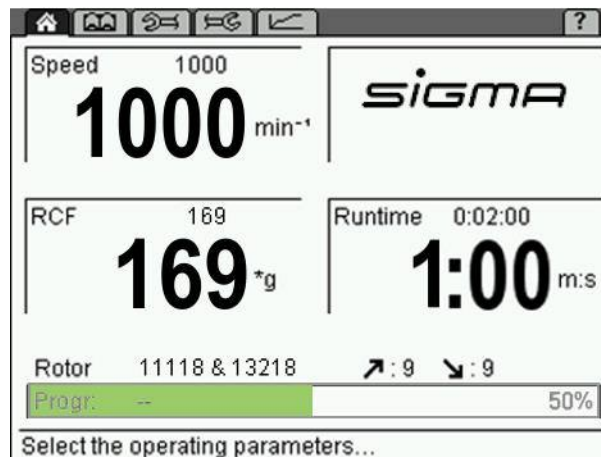 ?
Speed 1000
1000 min⁻¹
sigma
RCF 169
169 *g
Runtime 0:02:00
1:00 m:s
Rotor 11118 & 13218 ↗: 9 ↘: 9
Progr: -- 50%
Select the operating parameters...